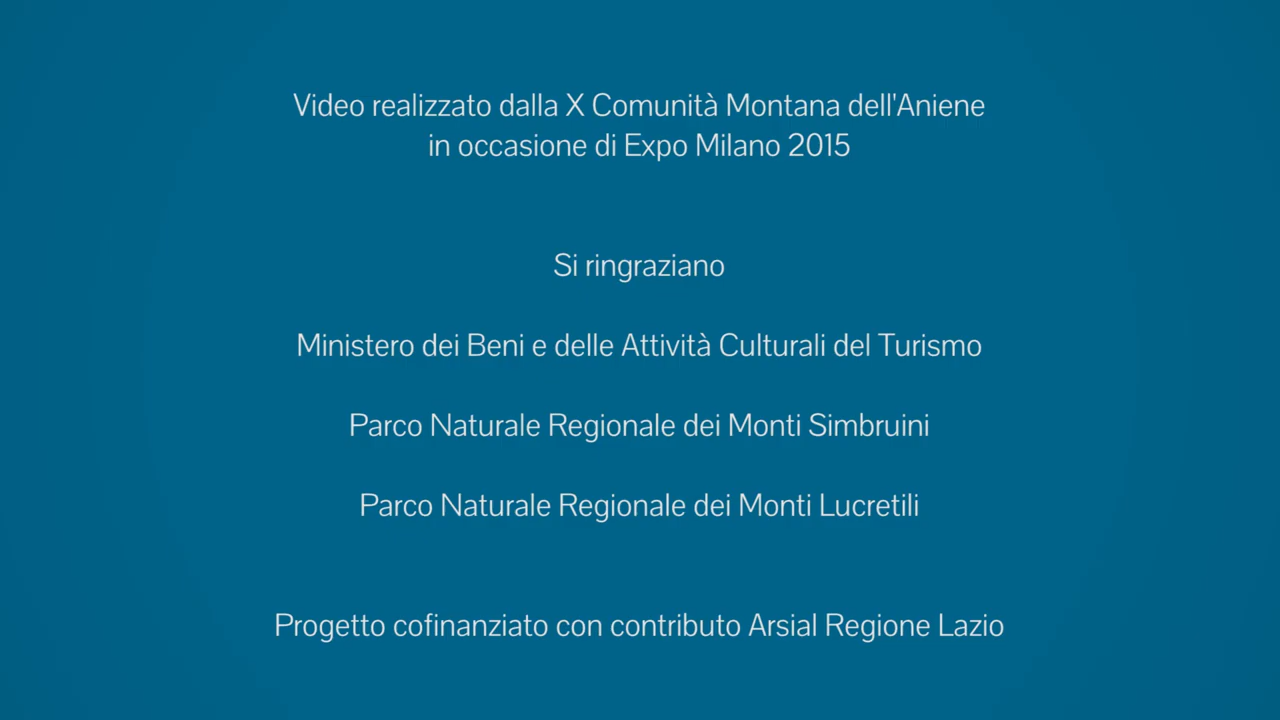 Video realizzato dalla X Comunità Montana dell'Aniene
in occasione di Expo Milano 2015
Si ringraziano
Ministero dei Beni e delle Attività Culturali del Turismo
Parco Naturale Regionale dei Monti Simbruini
Parco Naturale Regionale dei Monti Lucretili
Progetto cofinanziato con contributo Arsial Regione Lazio